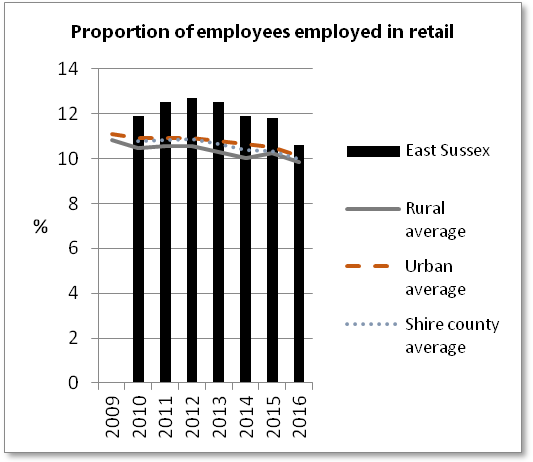 Proportion of employees employed in retail
14
12
10
8
6
4
2
0
%
2009
2010
2011
2012
2013
2014
2015
2016
East Sussex
Rural
average
Urban
average
Shire county
average